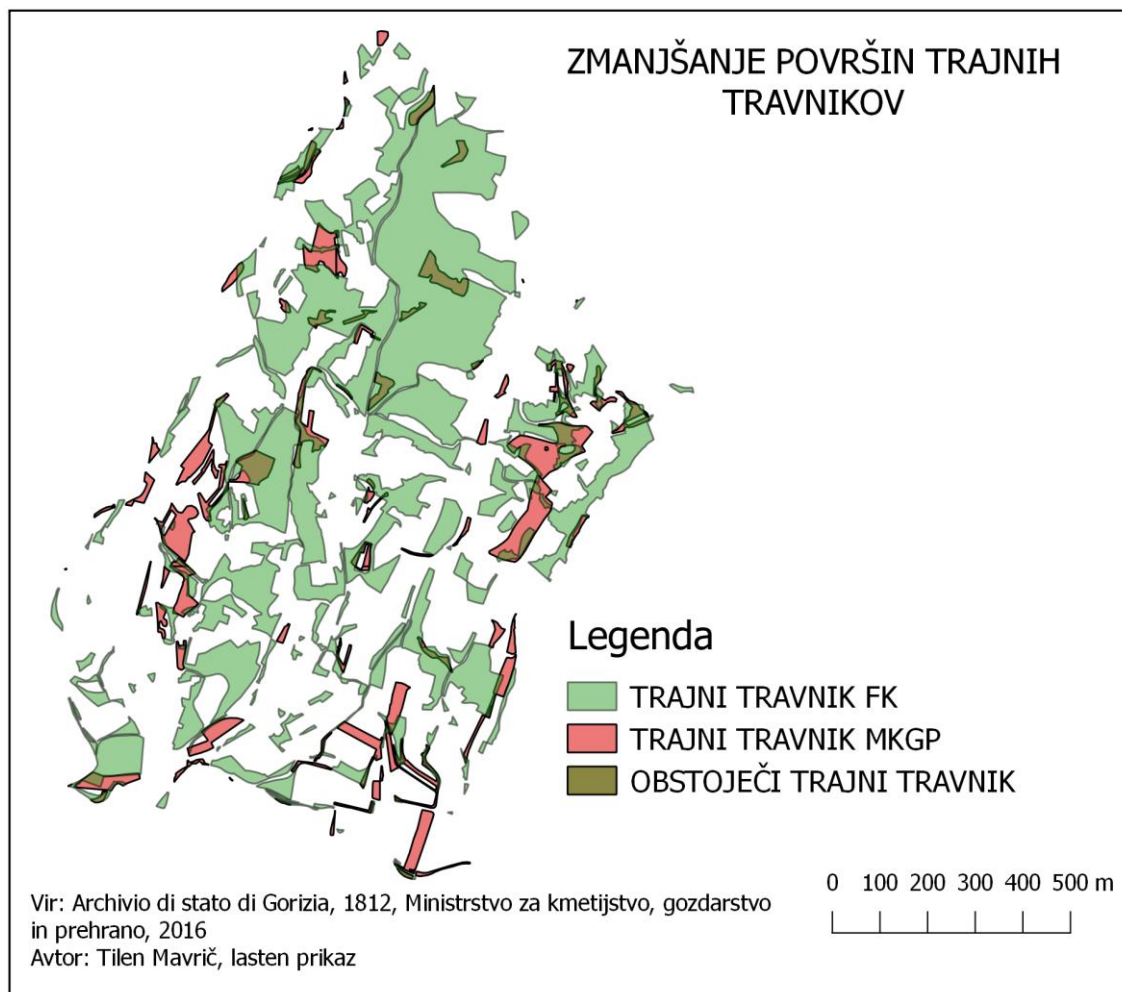 ZMANJŠANJE POVRŠIN TRAJNIH
TRAVNIKOV
Legenda
TRAJNI TRAVNIK FK
TRAJNI TRAVNIK MKGP
OBSTOJEČI TRAJNI TRAVNIK
0 100 200 300 400 500 m
Vir: Archivio di stato di Gorizia, 1812, Ministrstvo za kmetijstvo, gozdarstvo
in prehrano, 2016
Avtor: Tilen Mavrič, lasten prikaz